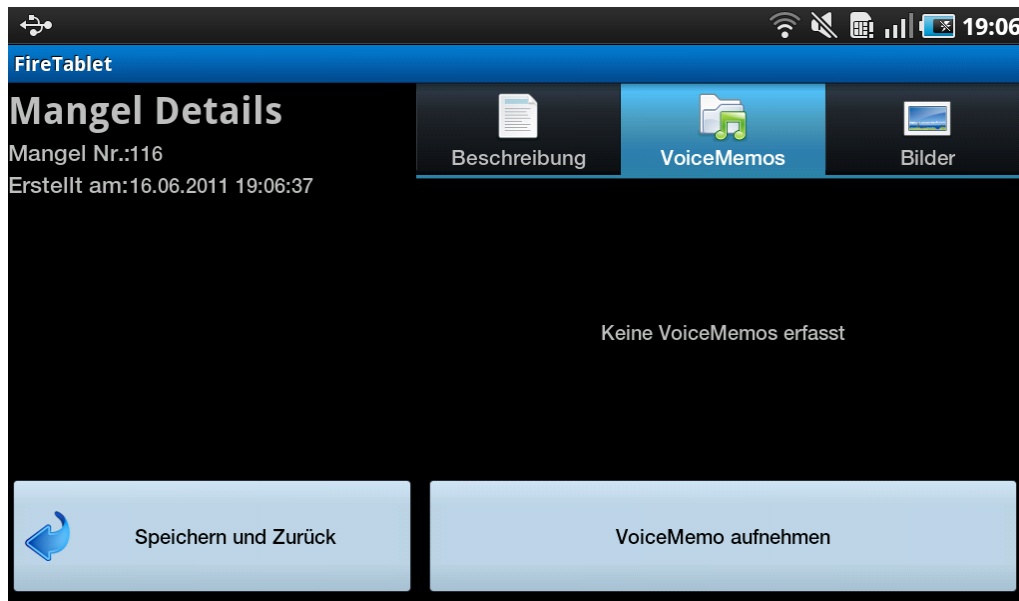 19:06
FireTablet
Mangel Details
Mangel Nr.:116
Erstellt am:16.06.2011 19:06:37
Beschreibung
VoiceMemos
Bilder
Keine VoiceMemos erfasst
Speichern und Zurück
VoiceMemo aufnehmen